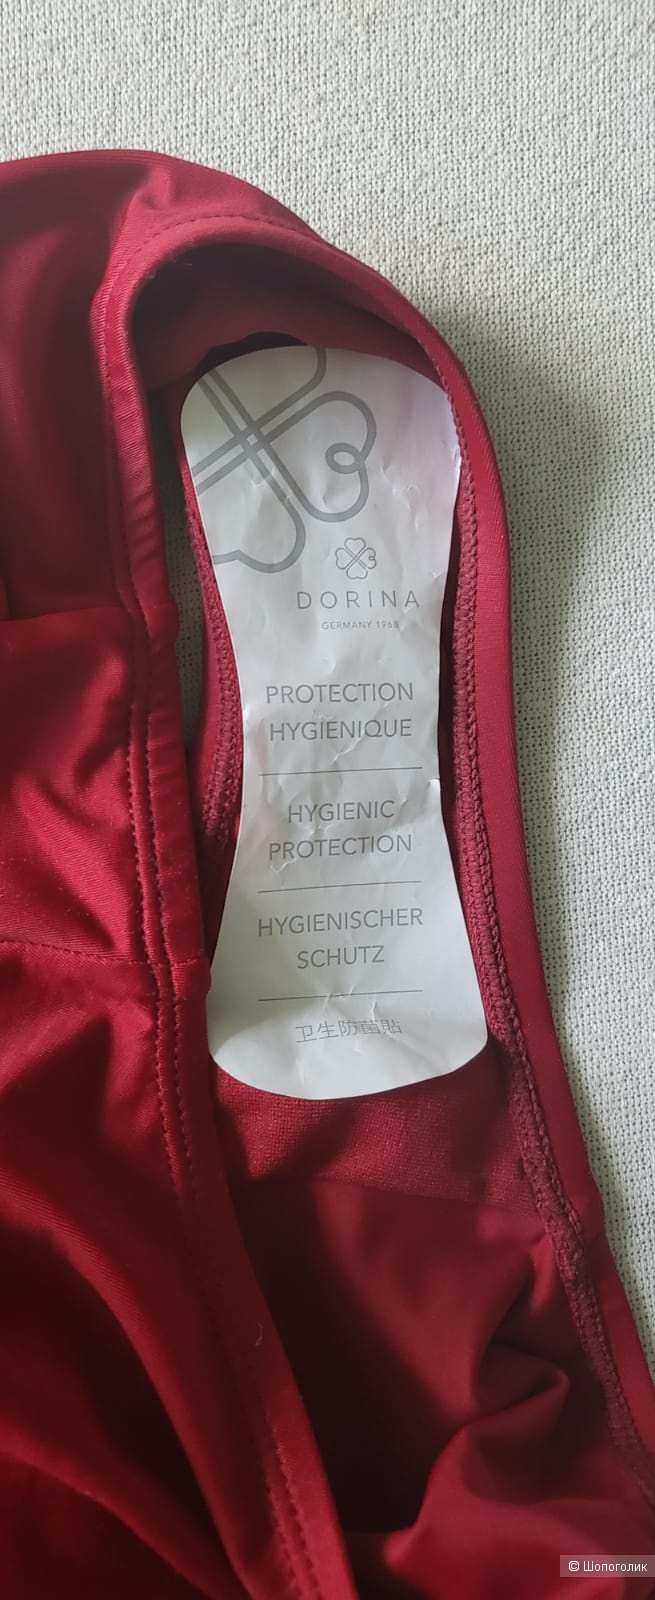 DORINA
GERMANY 1968
PROTECTION
HYGIENIQUE
HYGIENIC
PROTECTION
HYGIENISCHER
SCHUTZ
卫生防菌貼
© Шопоголик